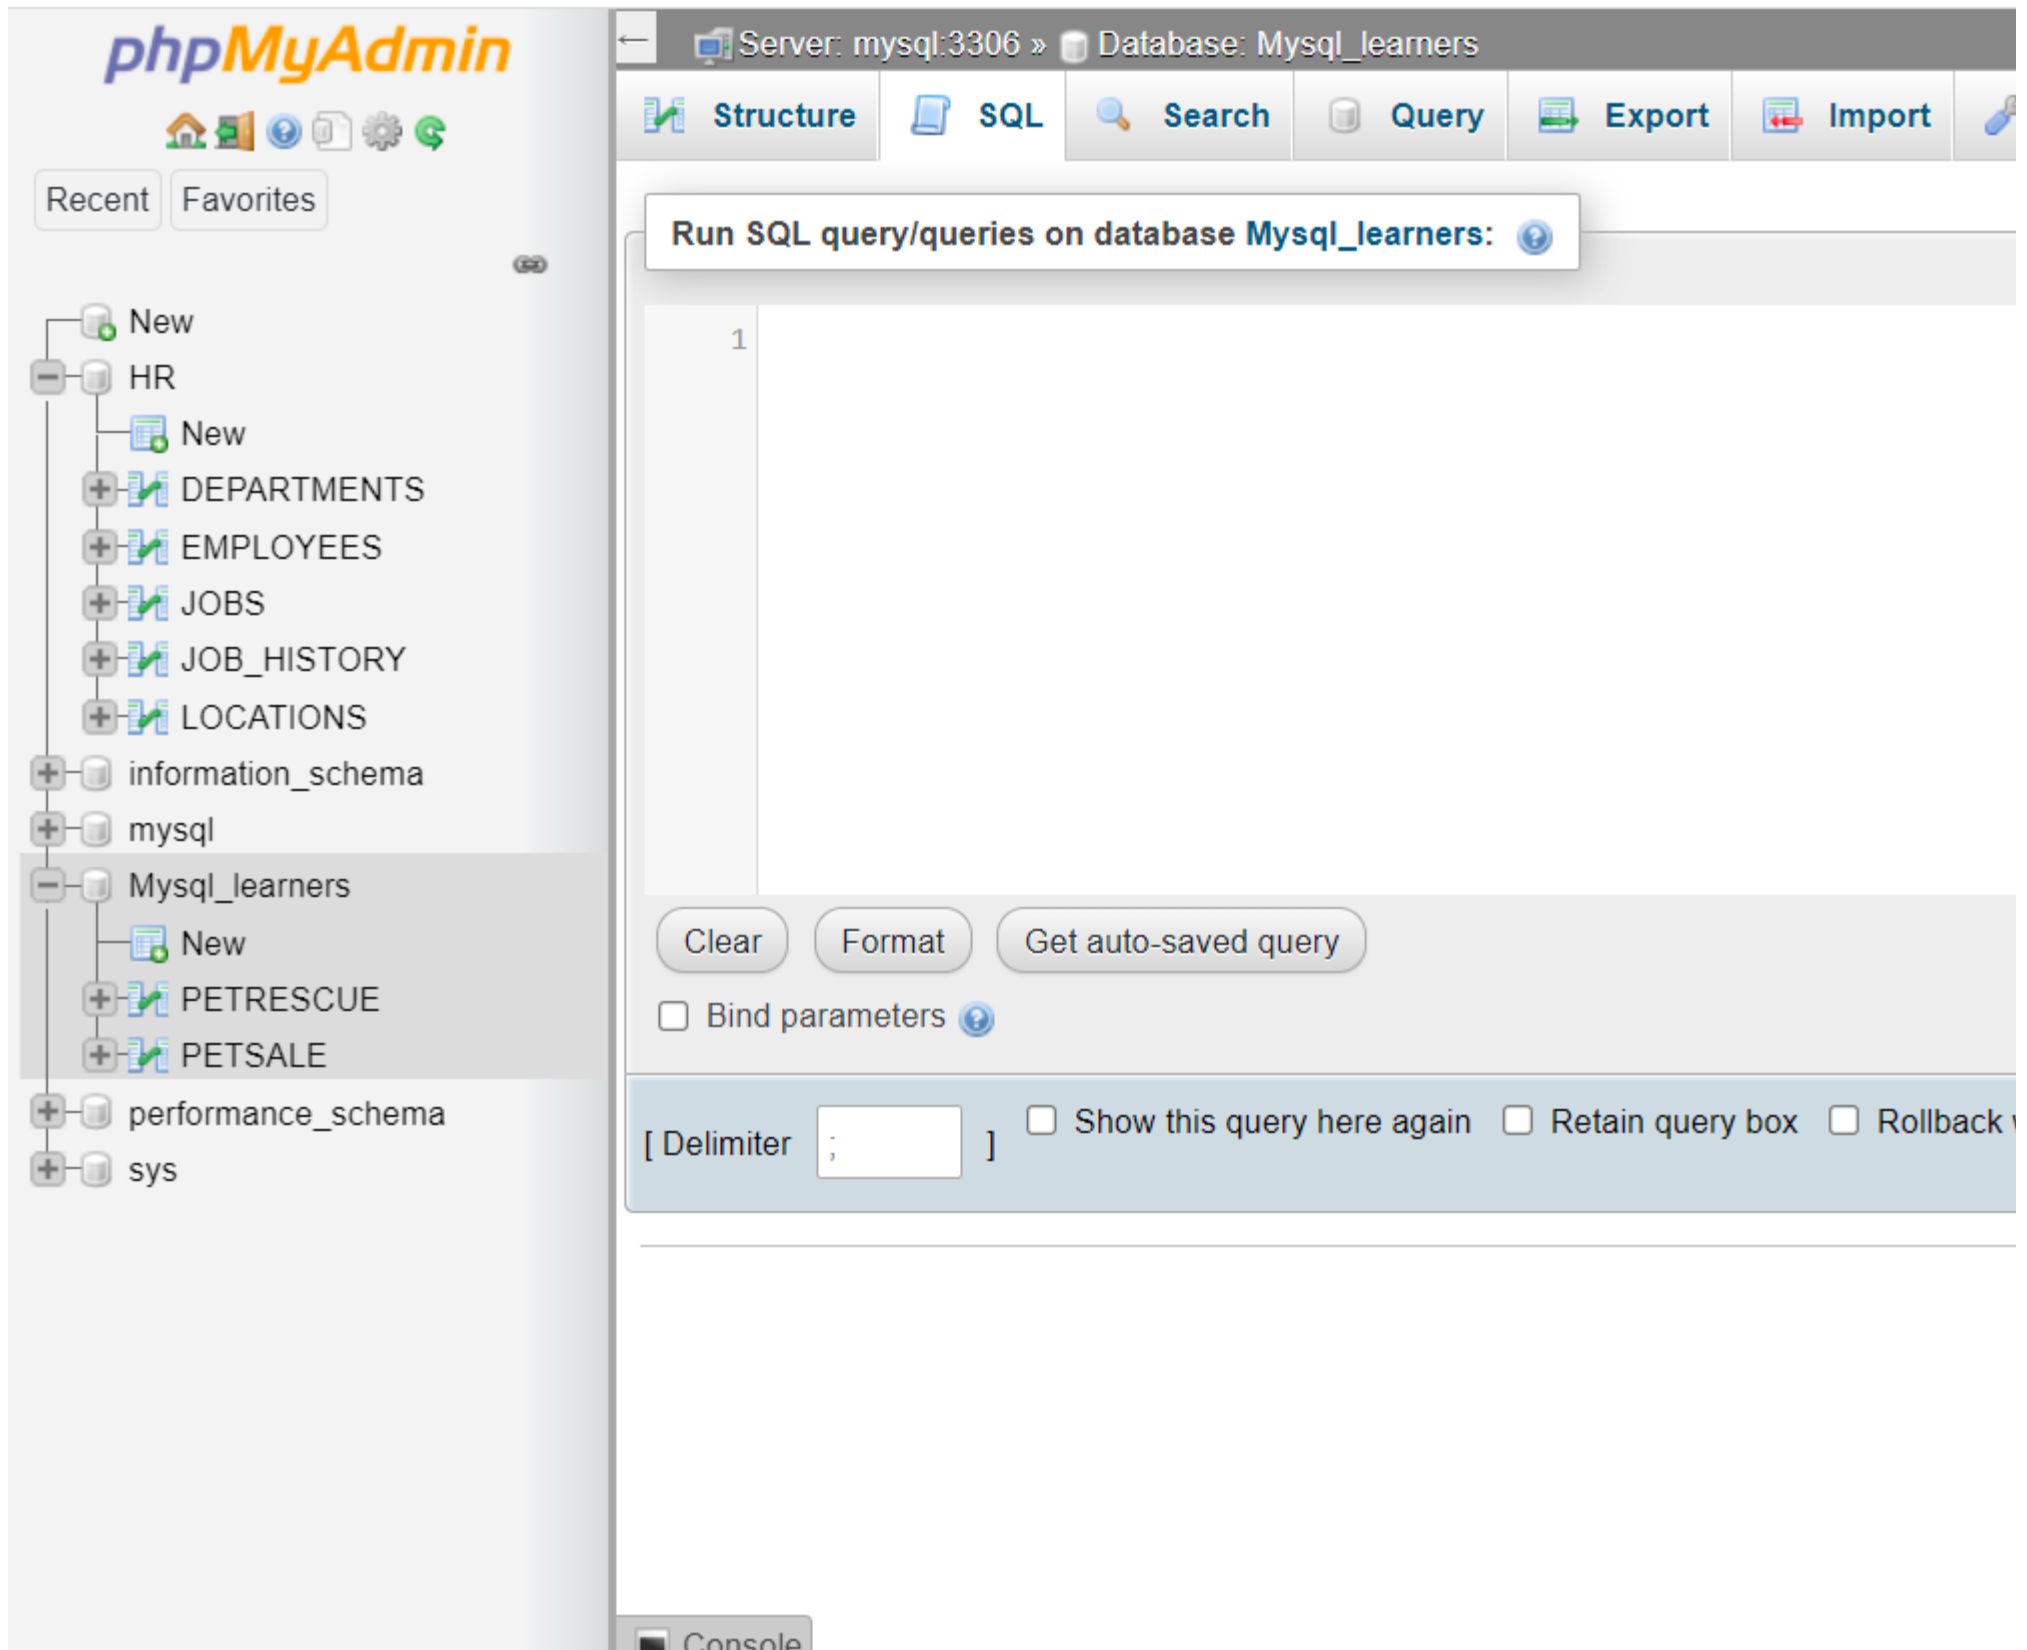 phpMyAdmin
Recent
Favorites
New
HR
New
DEPARTMENTS
EMPLOYEES
JOBS
JOB_HISTORY
LOCATIONS
information_schema
mysql
Mysql_learners
New
PETRESCUE
PETSALE
performance_schema
sys
← Server: mysql:3306 » Database: Mysql_learners
Structure SQL Search Query Export Import
Run SQL query/queries on database Mysql_learners:
1
Clear Format Get auto-saved query
Bind parameters
[ Delimiter ; ] Show this query here again Retain query box Rollback
Console